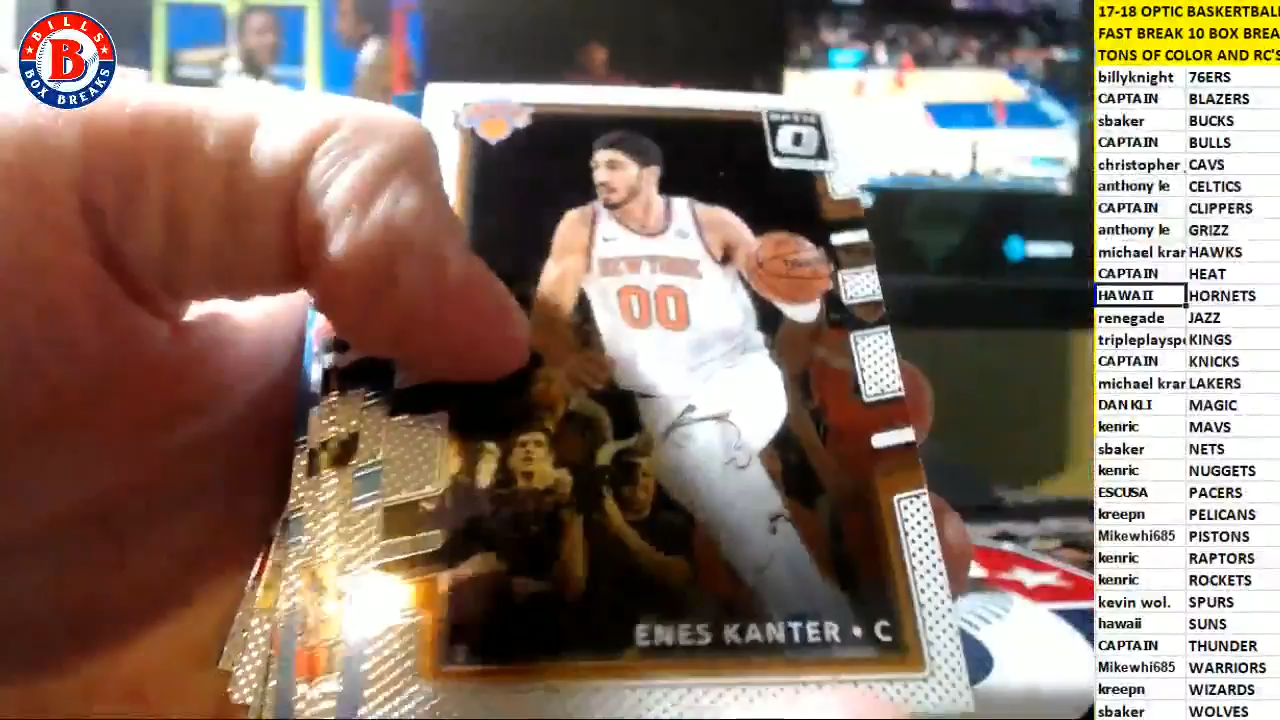 BILLS
B
BOX BREAKS
OPTIC
O
NEW YORK
00
ENES KANTER • C
17-18 OPTIC BASKERTBALL
FAST BREAK 10 BOX BREA
TONS OF COLOR AND RC'S
billyknight 76ERS
CAPTAIN BLAZERS
sbaker BUCKS
CAPTAIN BULLS
christopher CAVS
anthony le CELTICS
CAPTAIN CLIPPERS
anthony le GRIZZ
michael krar HAWKS
CAPTAIN HEAT
HAWAII HORNETS
renegade JAZZ
tripleplayspo KINGS
CAPTAIN KNICKS
michael krar LAKERS
DAN KLI MAGIC
kenric MAVS
sbaker NETS
kenric NUGGETS
ESCUSA PACERS
kreepn PELICANS
Mikewhi685 PISTONS
kenric RAPTORS
kenric ROCKETS
kevin wol. SPURS
hawaii SUNS
CAPTAIN THUNDER
Mikewhi685 WARRIORS
kreepn WIZARDS
sbaker WOLVES